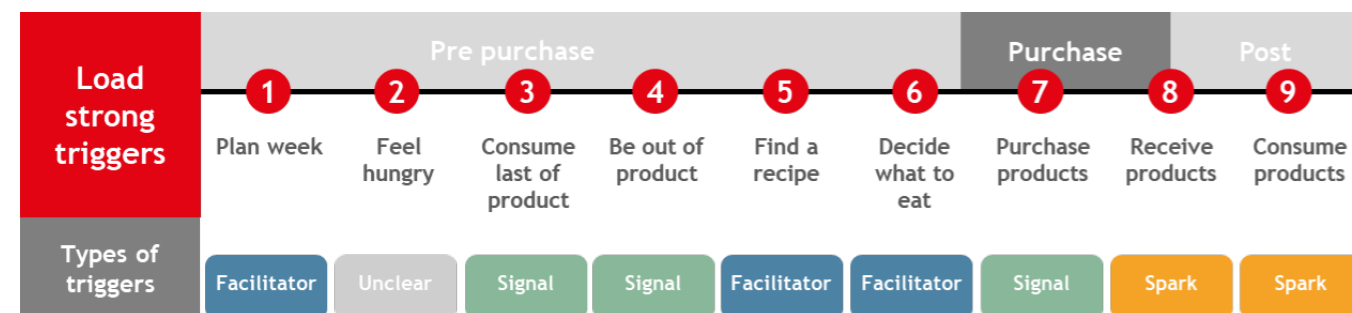 Load
strong
triggers
Pre purchase
Purchase
Post
1
2
3
4
5
6
7
8
9
Plan week
Feel
hungry
Consume
last of
product
Be out of
product
Find a
recipe
Decide
what to
eat
Purchase
products
Receive
products
Consume
products
Types of
triggers
Facilitator
Unclear
Signal
Signal
Facilitator
Facilitator
Signal
Spark
Spark